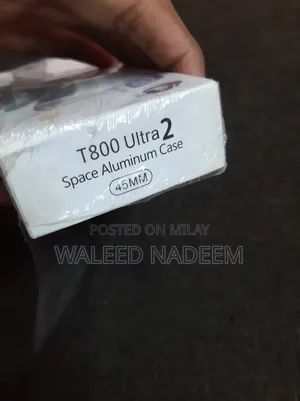 T800 Ultra 2
Space Aluminum Case
45MM
POSTED ON MILAY
WALEED NADEEM